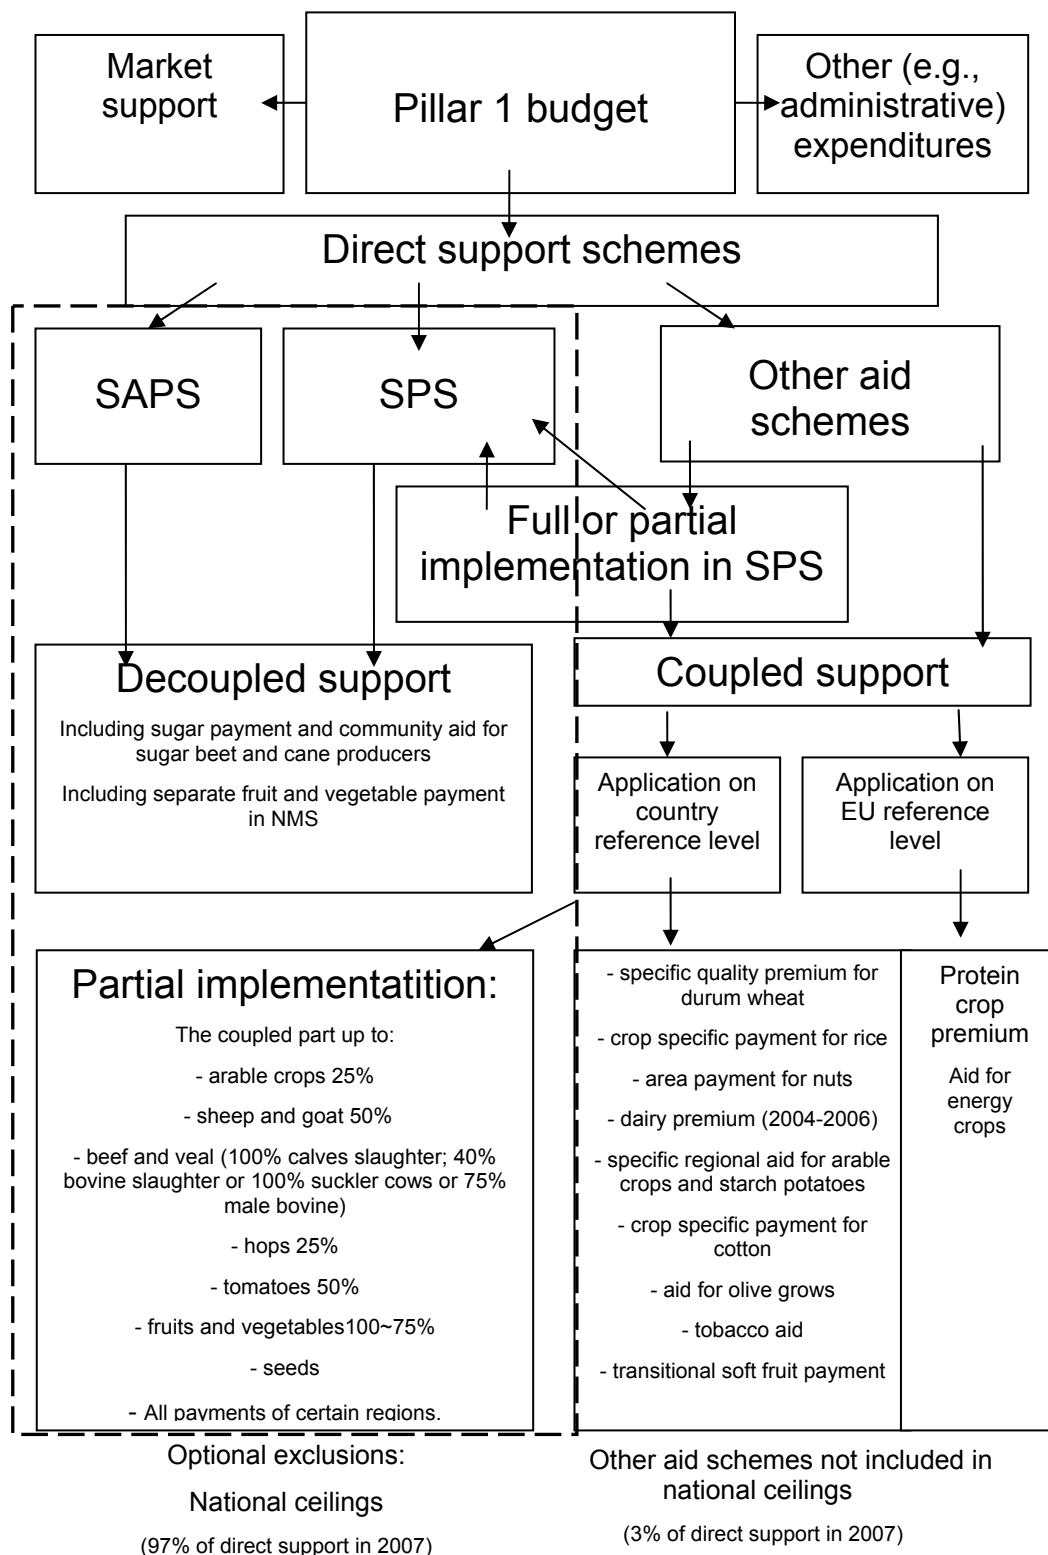 Market
support
Pillar 1 budget
Other (e.g.,
administrative)
expenditures
Direct support schemes
SAPS
SPS
Other aid
schemes
Full or partial
implementation in SPS
Decoupled support
Including sugar payment and community aid for
sugar beet and cane producers
Including separate fruit and vegetable payment
in NMS
Coupled support
Application on
country
reference level
Application on
EU reference
level
Partial implementatition:
The coupled part up to:
- arable crops 25%
- sheep and goat 50%
- beef and veal (100% calves slaughter; 40%
bovine slaughter or 100% suckler cows or 75%
male bovine)
- hops 25%
- tomatoes 50%
- fruits and vegetables100~75%
- seeds
- All payments of certain regions.
- specific quality premium for
durum wheat
- crop specific payment for rice
- area payment for nuts
- dairy premium (2004-2006)
- specific regional aid for arable
crops and starch potatoes
- crop specific payment for
cotton
- aid for olive grows
- tobacco aid
- transitional soft fruit payment
Protein
crop
premium
Aid for
energy
crops
Optional exclusions:
National ceilings
(97% of direct support in 2007)
Other aid schemes not included in
national ceilings
(3% of direct support in 2007)